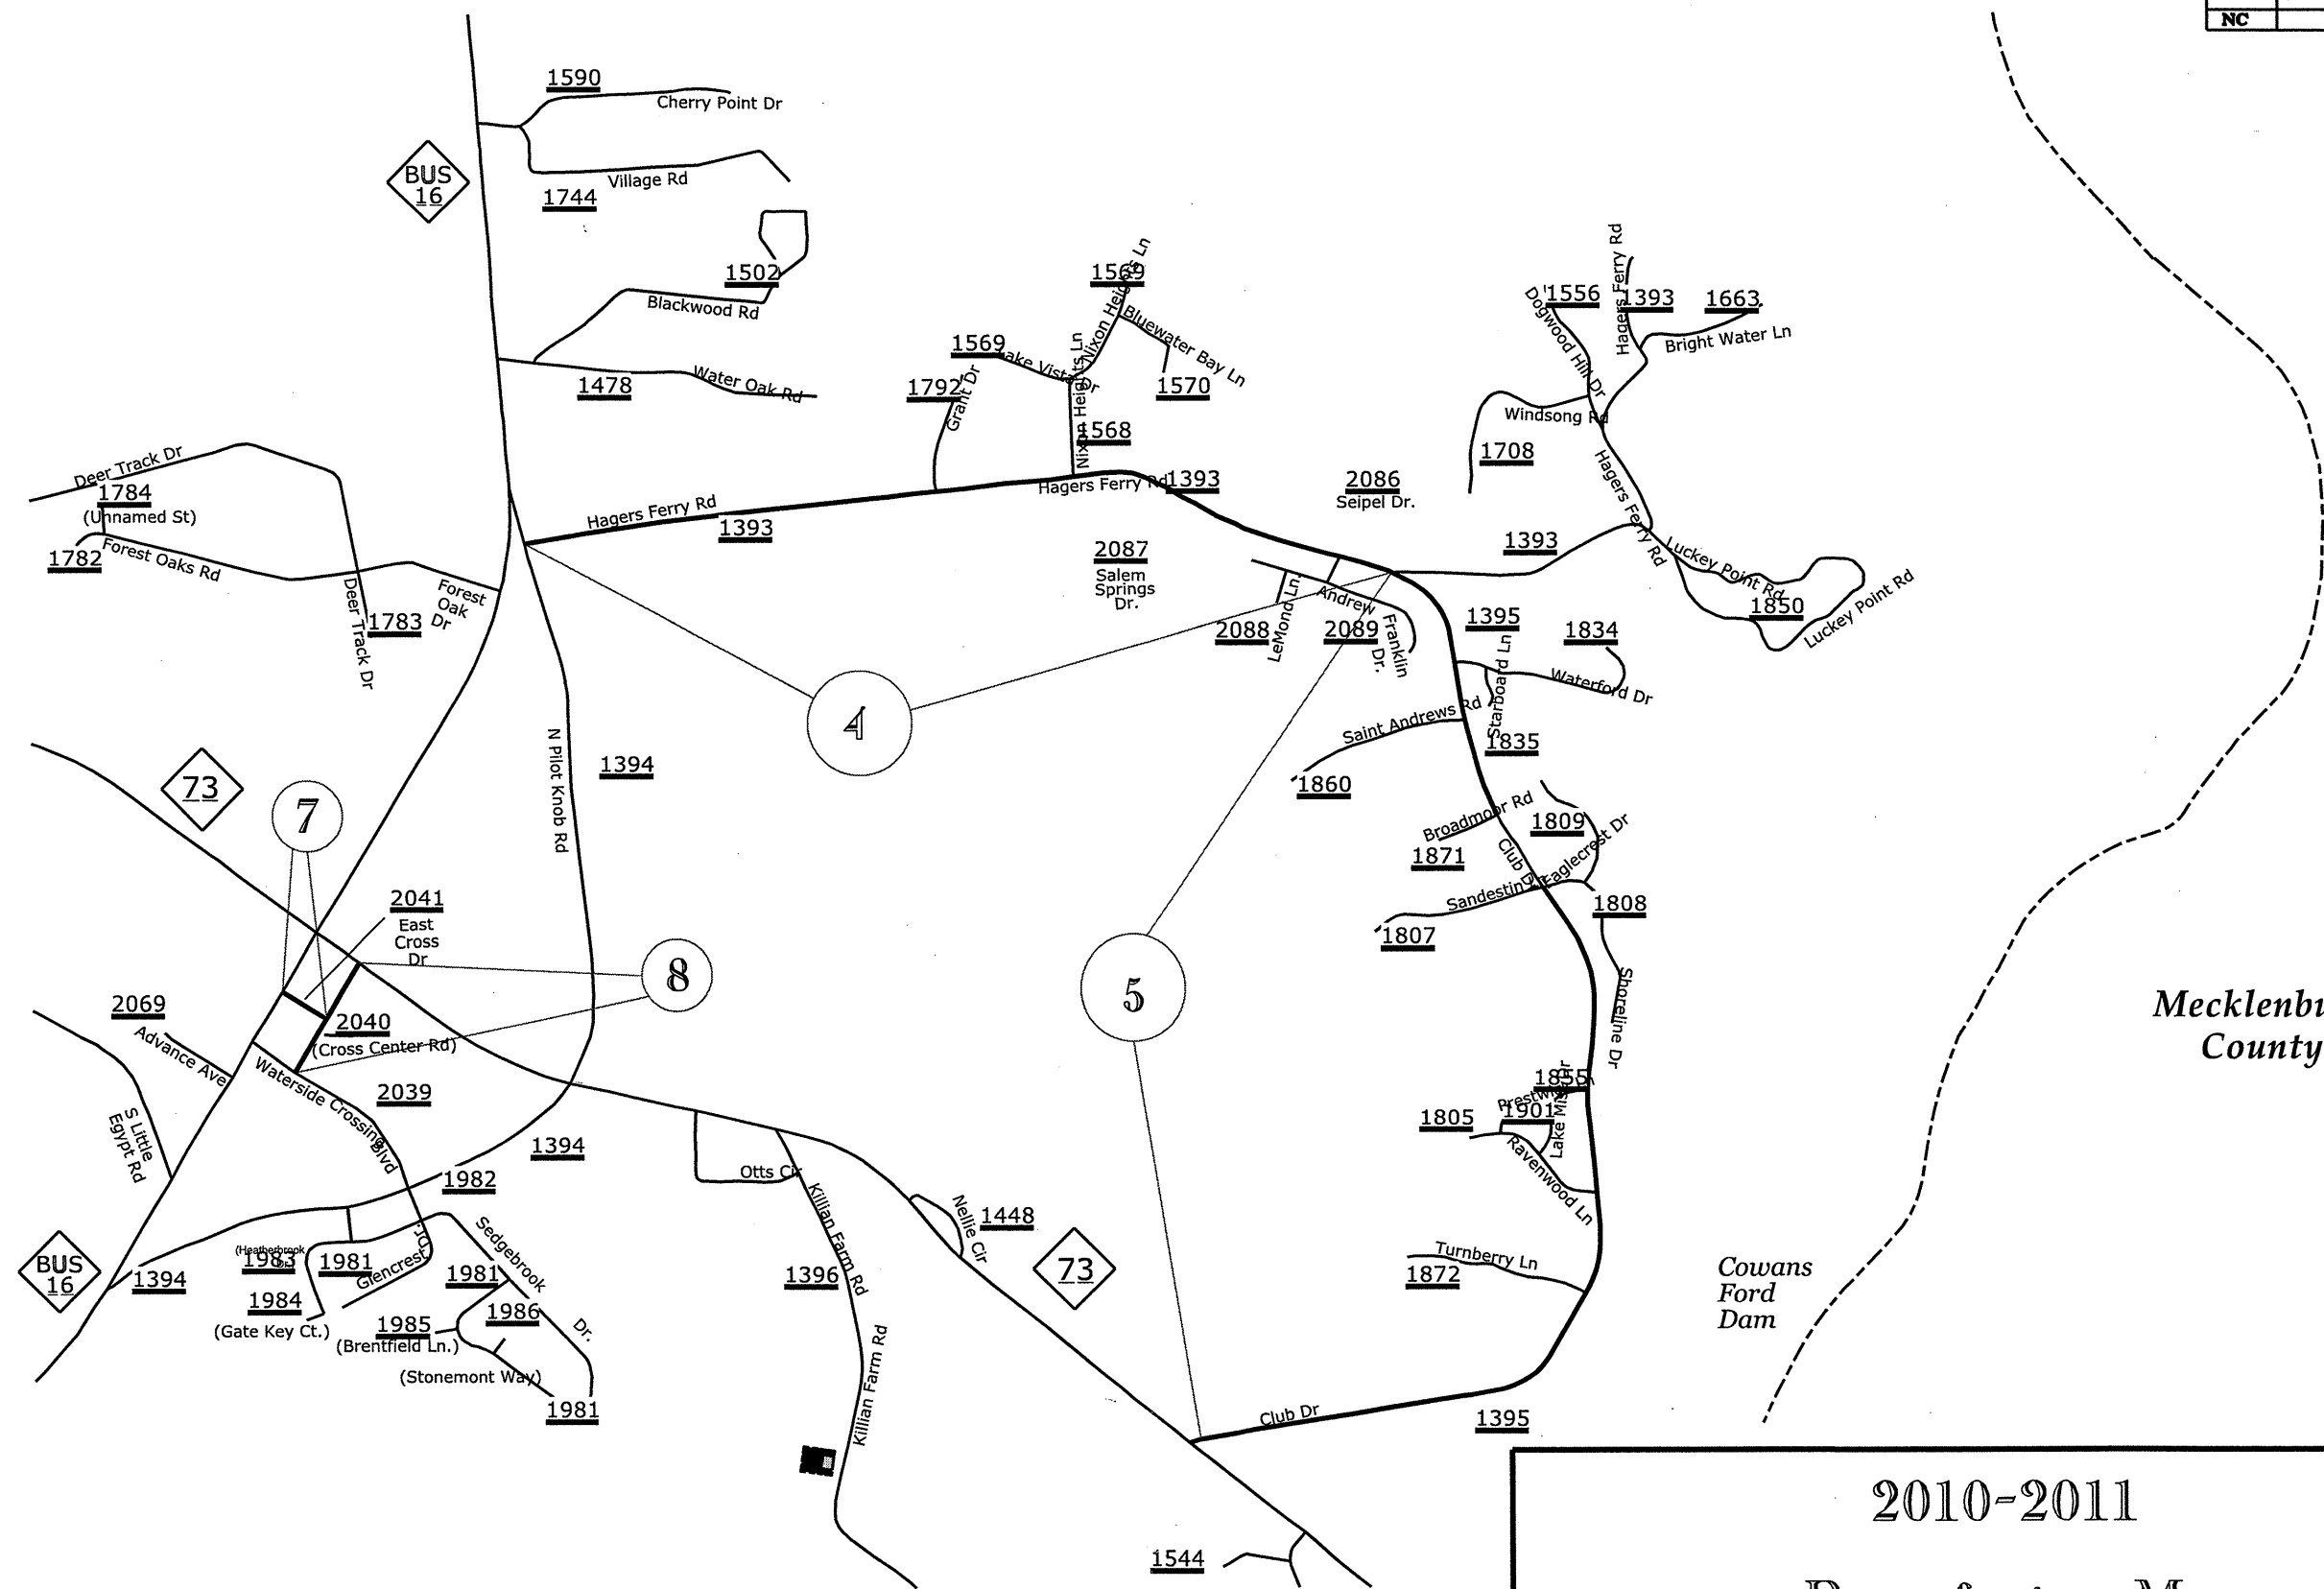 NC
1590
Cherry Point Dr
BUS
16
Village Rd
1744
1502
Blackwood Rd
1478
Water Oak Rd
1569
Nixon Heights Ln
Bluewater Bay Ln
1569
Lake Vista Dr
1792
Grant Dr
1570
Nixon Heights Ln
1568
Hagers Ferry Rd
1556
1393
1663
Dogwood Hill Dr
Bright Water Ln
Windsong Rd
1708
Hagers Ferry Rd
Deer Track Dr
1784
(Unnamed St)
1782
Forest Oaks Rd
Forest
Oak
Dr
1783
Deer Track Dr
Hagers Ferry Rd
1393
Hagers Ferry Rd
1393
2086
Seipel Dr.
2087
Salem
Springs
Dr.
1393
Luckey Point Rd
1850
Luckey Point Rd
Andrew
2088
LeMond Ln.
2089
Franklin
Dr.
1395
1834
Starboard Ln
Waterford Dr
Saint Andrews Rd
1835
1860
4
N Pilot Knob Rd
1394
73
7
Broadmoor Rd
1809
1871
Club Dr
Eaglecrest Dr
Sandestin Ln
1808
1807
2041
East
Cross
Dr
8
5
2069
Advance Ave
2040
(Cross Center Rd)
Waterside Crossing
Blvd
2039
S Little
Egypt Rd
Shoreline Dr
Mecklenbu
County
1855
Prestwick
1901
Lake Mist Dr
1805
Ravenwood Ln
1394
1982
Otts Cir
Killian Farm Rd
Nellie Cir
1448
73
BUS
16
1394
(Heatherbrook
Dr.
1983
1981
Glencrest
Dr.
Sedgebrook
Dr.
1981
1984
(Gate Key Ct.)
1985
(Brentfield Ln.)
1986
(Stonemont Way)
1981
1396
Killian Farm Rd
Turnberry Ln
1872
Cowans
Ford
Dam
Club Dr
1395
1544
2010-2011